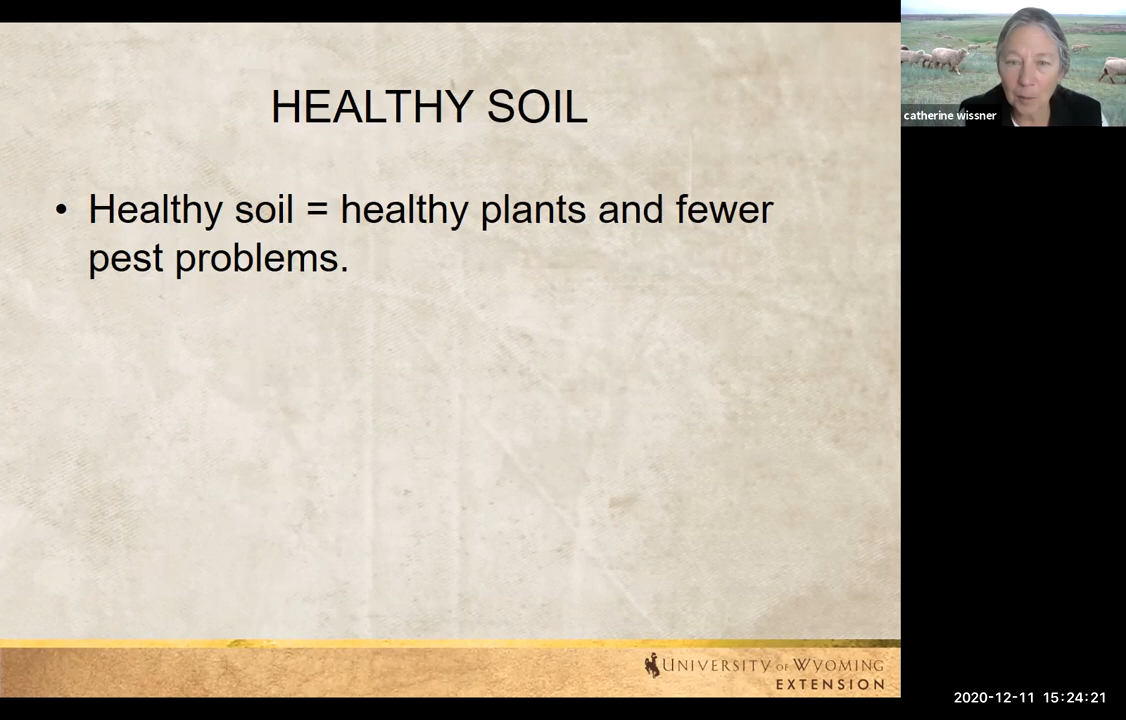 HEALTHY SOIL
• Healthy soil = healthy plants and fewer
pest problems.
catherine wissner
UNIVERSITY OF WYOMING
EXTENSION
2020-12-11 15:24:21